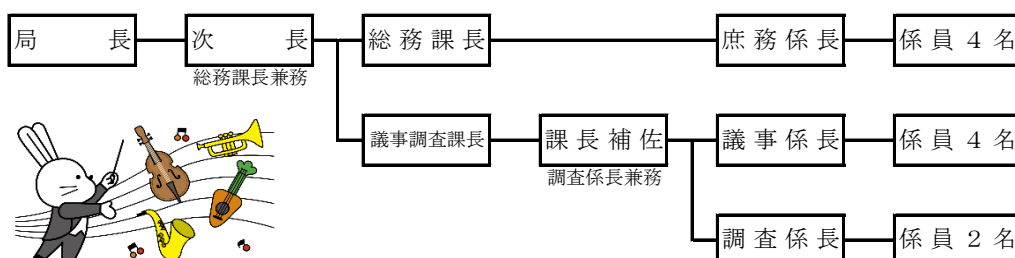 局　　長
次　　長
総務課長
庶務係長
係員４名
総務課長兼務
議事調査課長
課長補佐
議事係長
係員４名
調査係長兼務
調査係長
係員２名